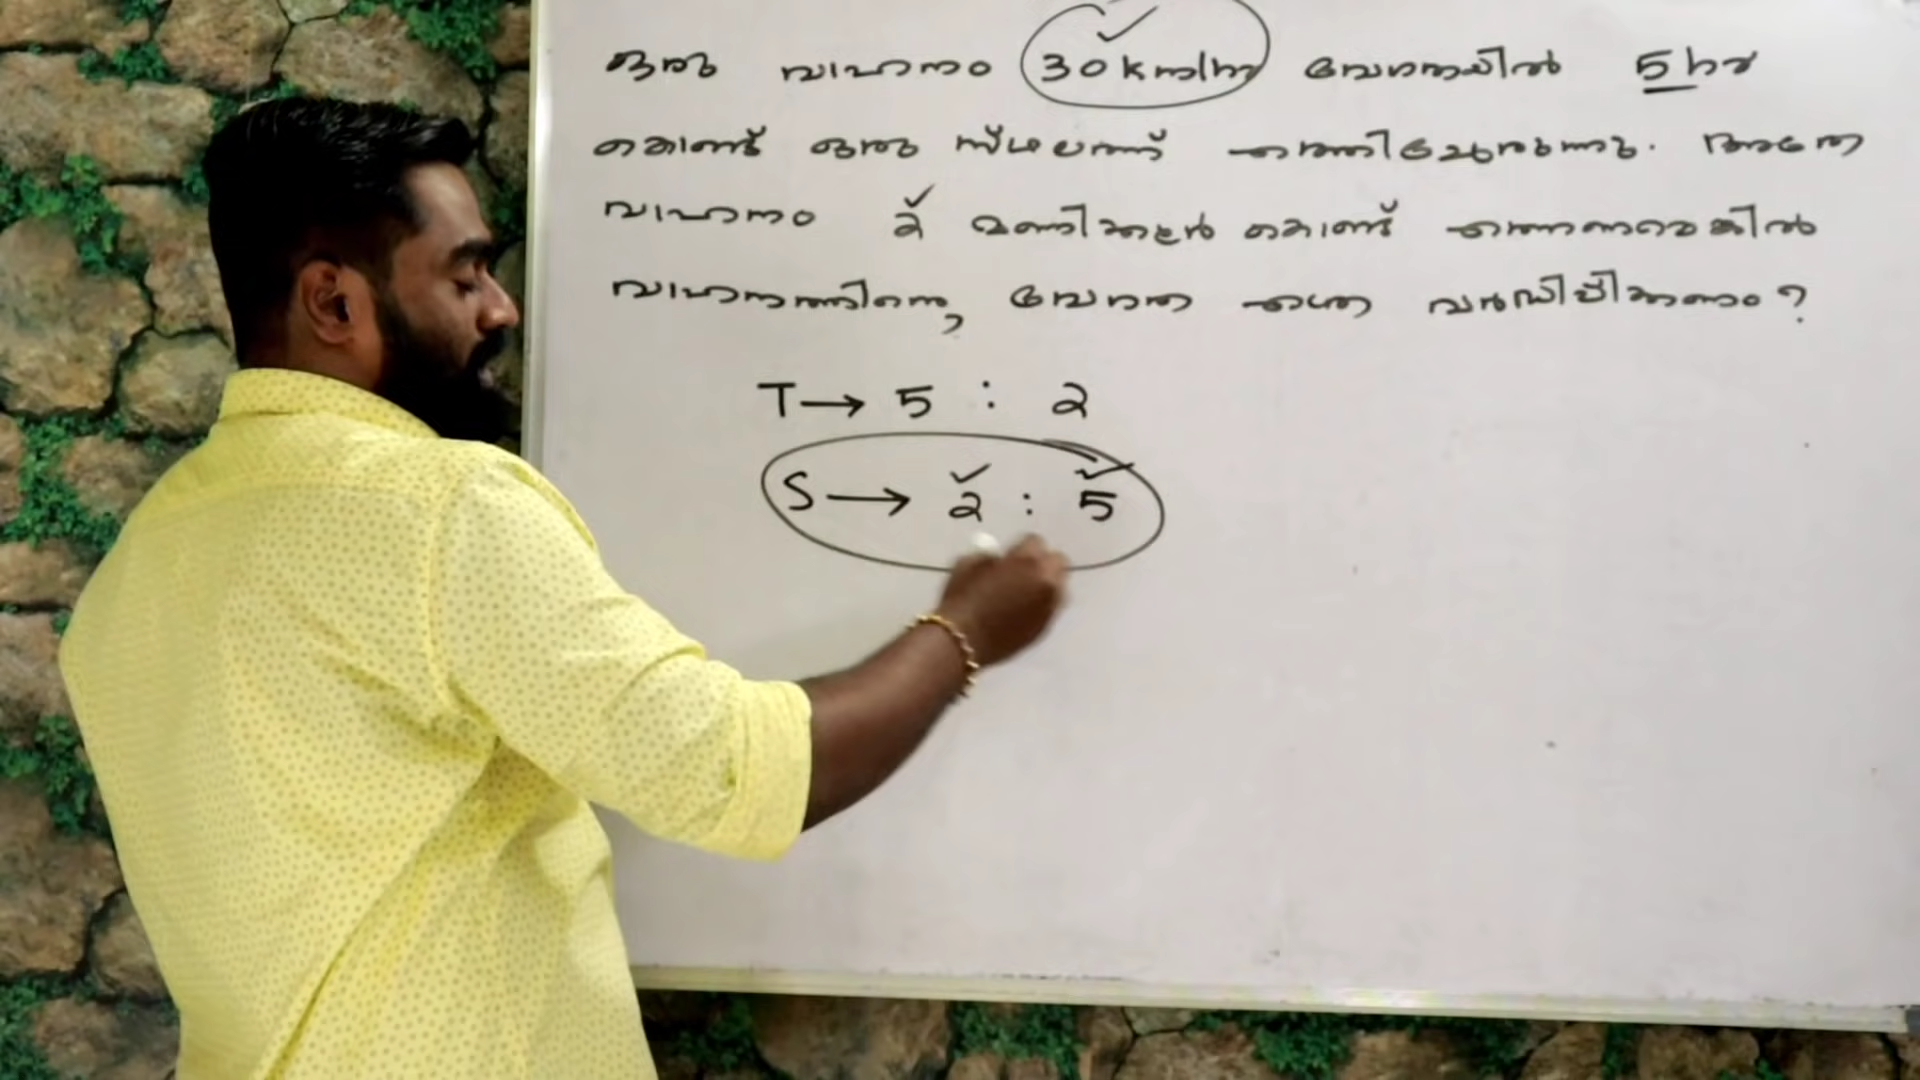 ഒരു വാഹനം 30km/hr വേഗതയിൽ 5hr
കൊണ്ട് ഒരു സ്ഥലത്ത് എത്തിച്ചേരുന്നു. അതേ
വാഹനം 2 മണിക്കൂർ കൊണ്ട് എത്തണമെങ്കിൽ
വാഹനത്തിന്റെ വേഗത എത്ര വർദ്ധിപ്പിക്കണം?
T→ 5 : 2
S→ 2 : 5